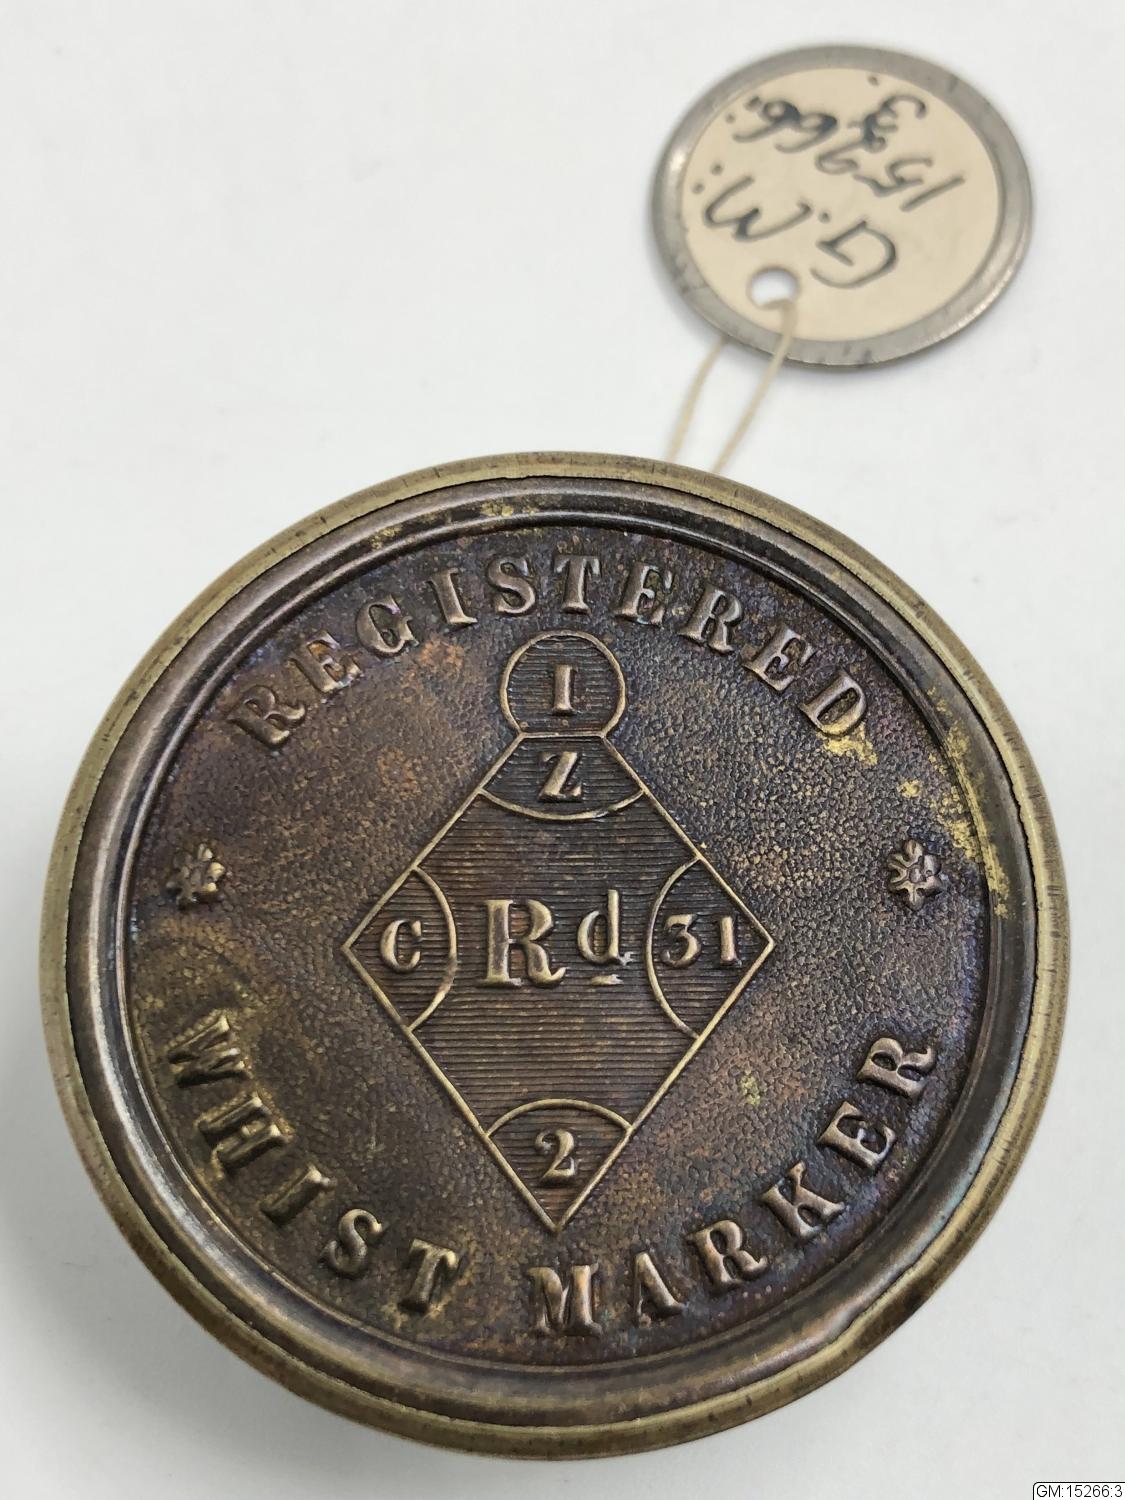 G.M.
15266.
3.
REGISTERED
1
Z
C Rd 31
2
WHIST MARKER
GM:15266:3